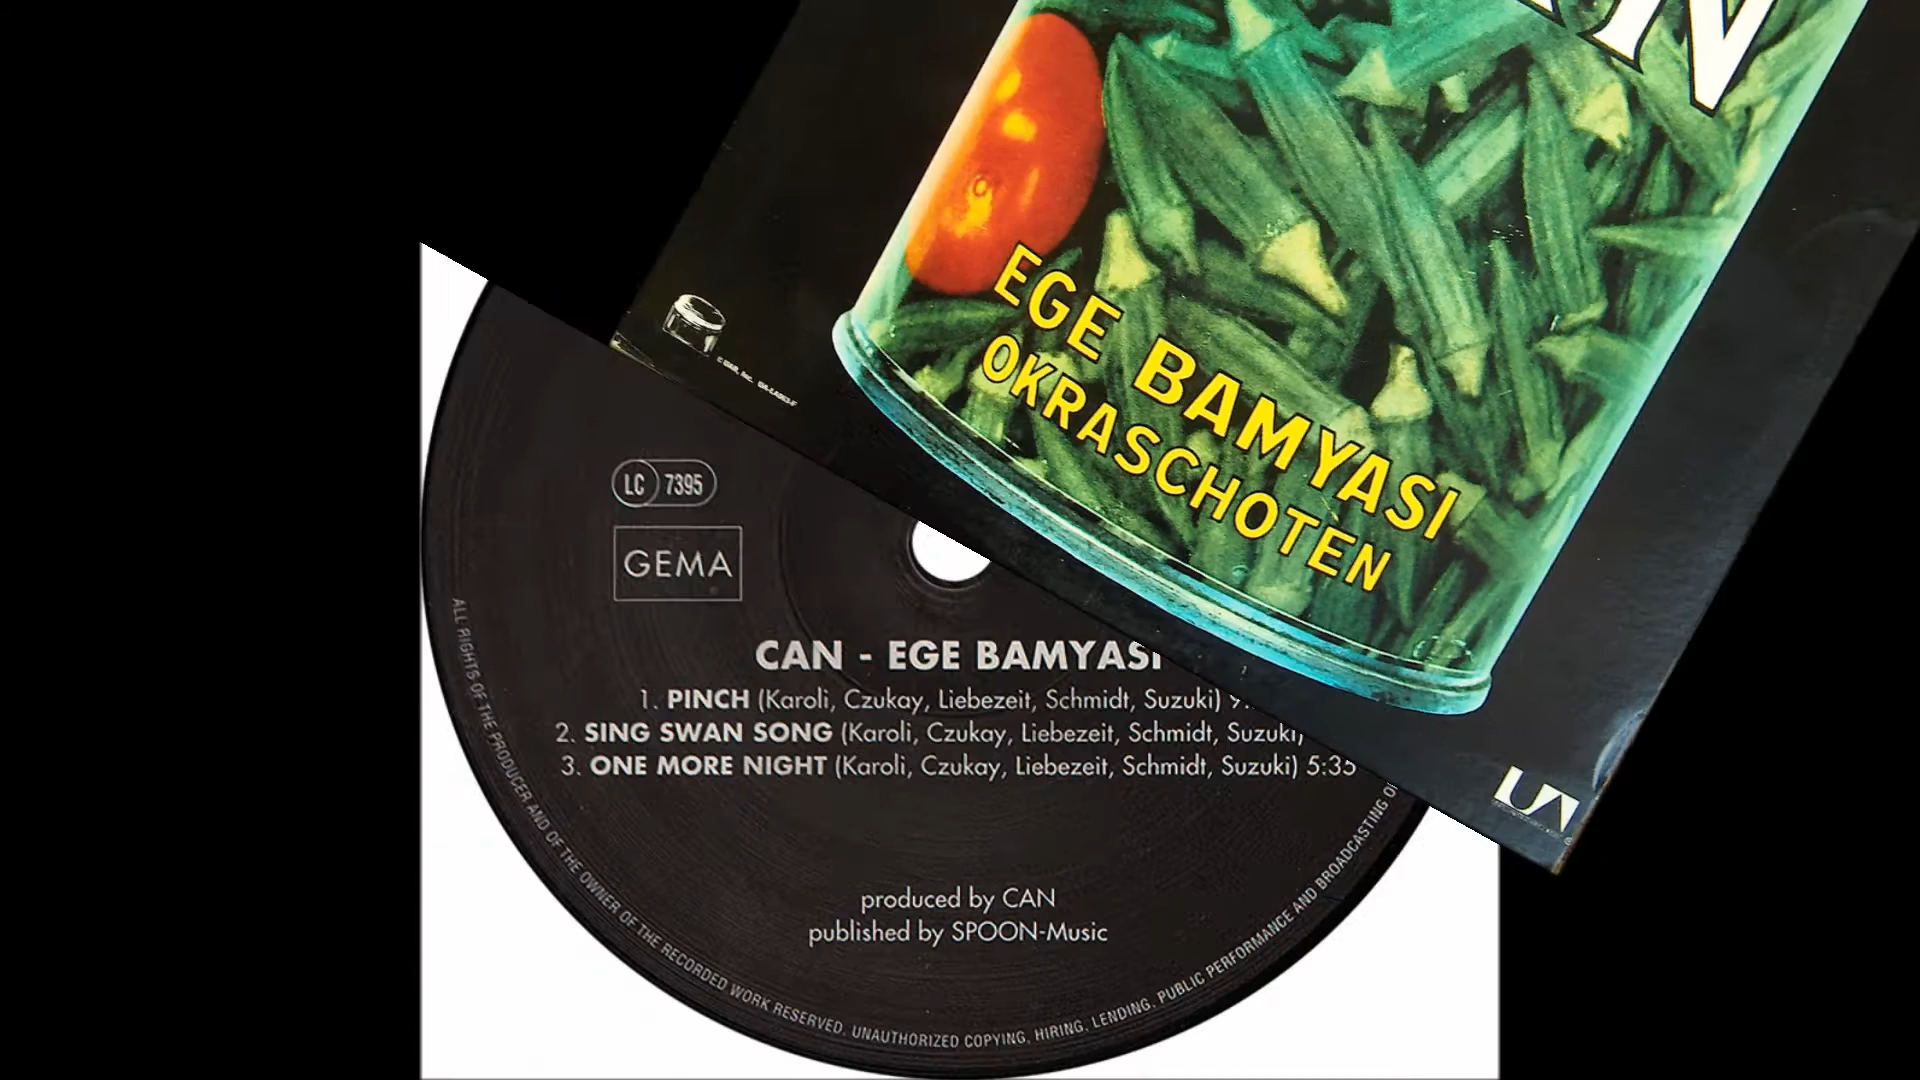 N
EGE BAMYASI
OKRASCHOTEN
LC 7395
GEMA
CAN - EGE BAMYASI
1. PINCH (Karoli, Czukay, Liebezeit, Schmidt, Suzuki) 9:
2. SING SWAN SONG (Karoli, Czukay, Liebezeit, Schmidt, Suzuki)
3. ONE MORE NIGHT (Karoli, Czukay, Liebezeit, Schmidt, Suzuki) 5:35
produced by CAN
published by SPOON-Music
ALL RIGHTS OF THE PRODUCER AND OF THE OWNER OF THE RECORDED WORK RESERVED. UNAUTHORIZED COPYING, HIRING, LENDING, PUBLIC PERFORMANCE AND BROADCASTING
UA